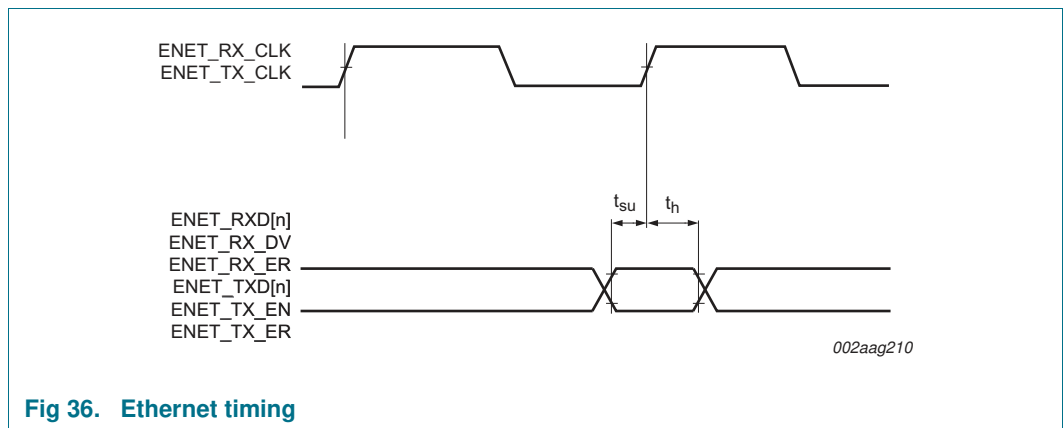 ENET_RX_CLK
ENET_TX_CLK
tsu
th
ENET_RXD[n]
ENET_RX_DV
ENET_RX_ER
ENET_TXD[n]
ENET_TX_EN
ENET_TX_ER
002aag210
Fig 36. Ethernet timing